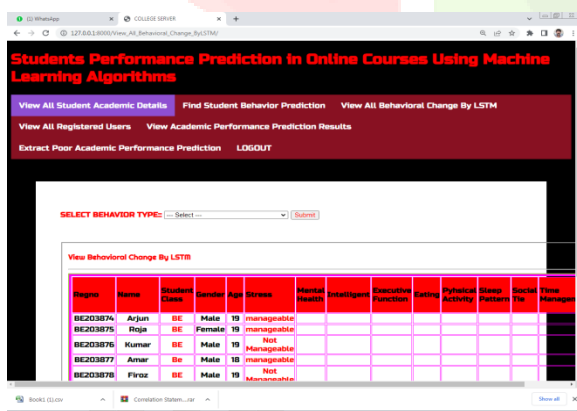 (1) WhatsApp
COLLEGE SERVER
127.0.0.1:8000/View_All_Behavioral_Change_ByLSTM/
Students Performance Prediction in Online Courses Using Machine
Learning Algorithms
View All Student Academic Details Find Student Behavior Prediction View All Behavioral Change By LSTM
View All Registered Users View Academic Performance Prediction Results
Extract Poor Academic Performance Prediction LOGOUT
SELECT BEHAVIOR TYPE:: --- Select --- Submit
View Behavioral Change By LSTM
Regno Name Student Class Gender Age Stress Mental Health Intelligent Executive Function Eating Pyhsical Activity Sleep Pattern Social Tie Time Managem
BE203874 Arjun BE Male 19 manageable
BE203875 Roja BE Female 19 manageable
BE203876 Kumar BE Male 19 Not Manageable
BE203877 Amar Be Male 18 manageable
BE203878 Firoz BE Male 19 Not Manageable
Book1 (1).csv
Correlation Statem....rar
Show all